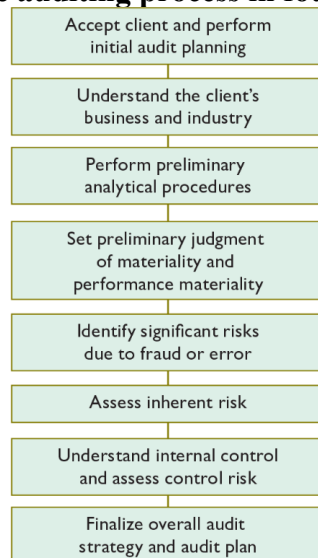 auditing process in
Accept client and perform
initial audit planning
Understand the client's
business and industry
Perform preliminary
analytical procedures
Set preliminary judgment
of materiality and
performance materiality
Identify significant risks
due to fraud or error
Assess inherent risk
Understand internal control
and assess control risk
Finalize overall audit
strategy and audit plan